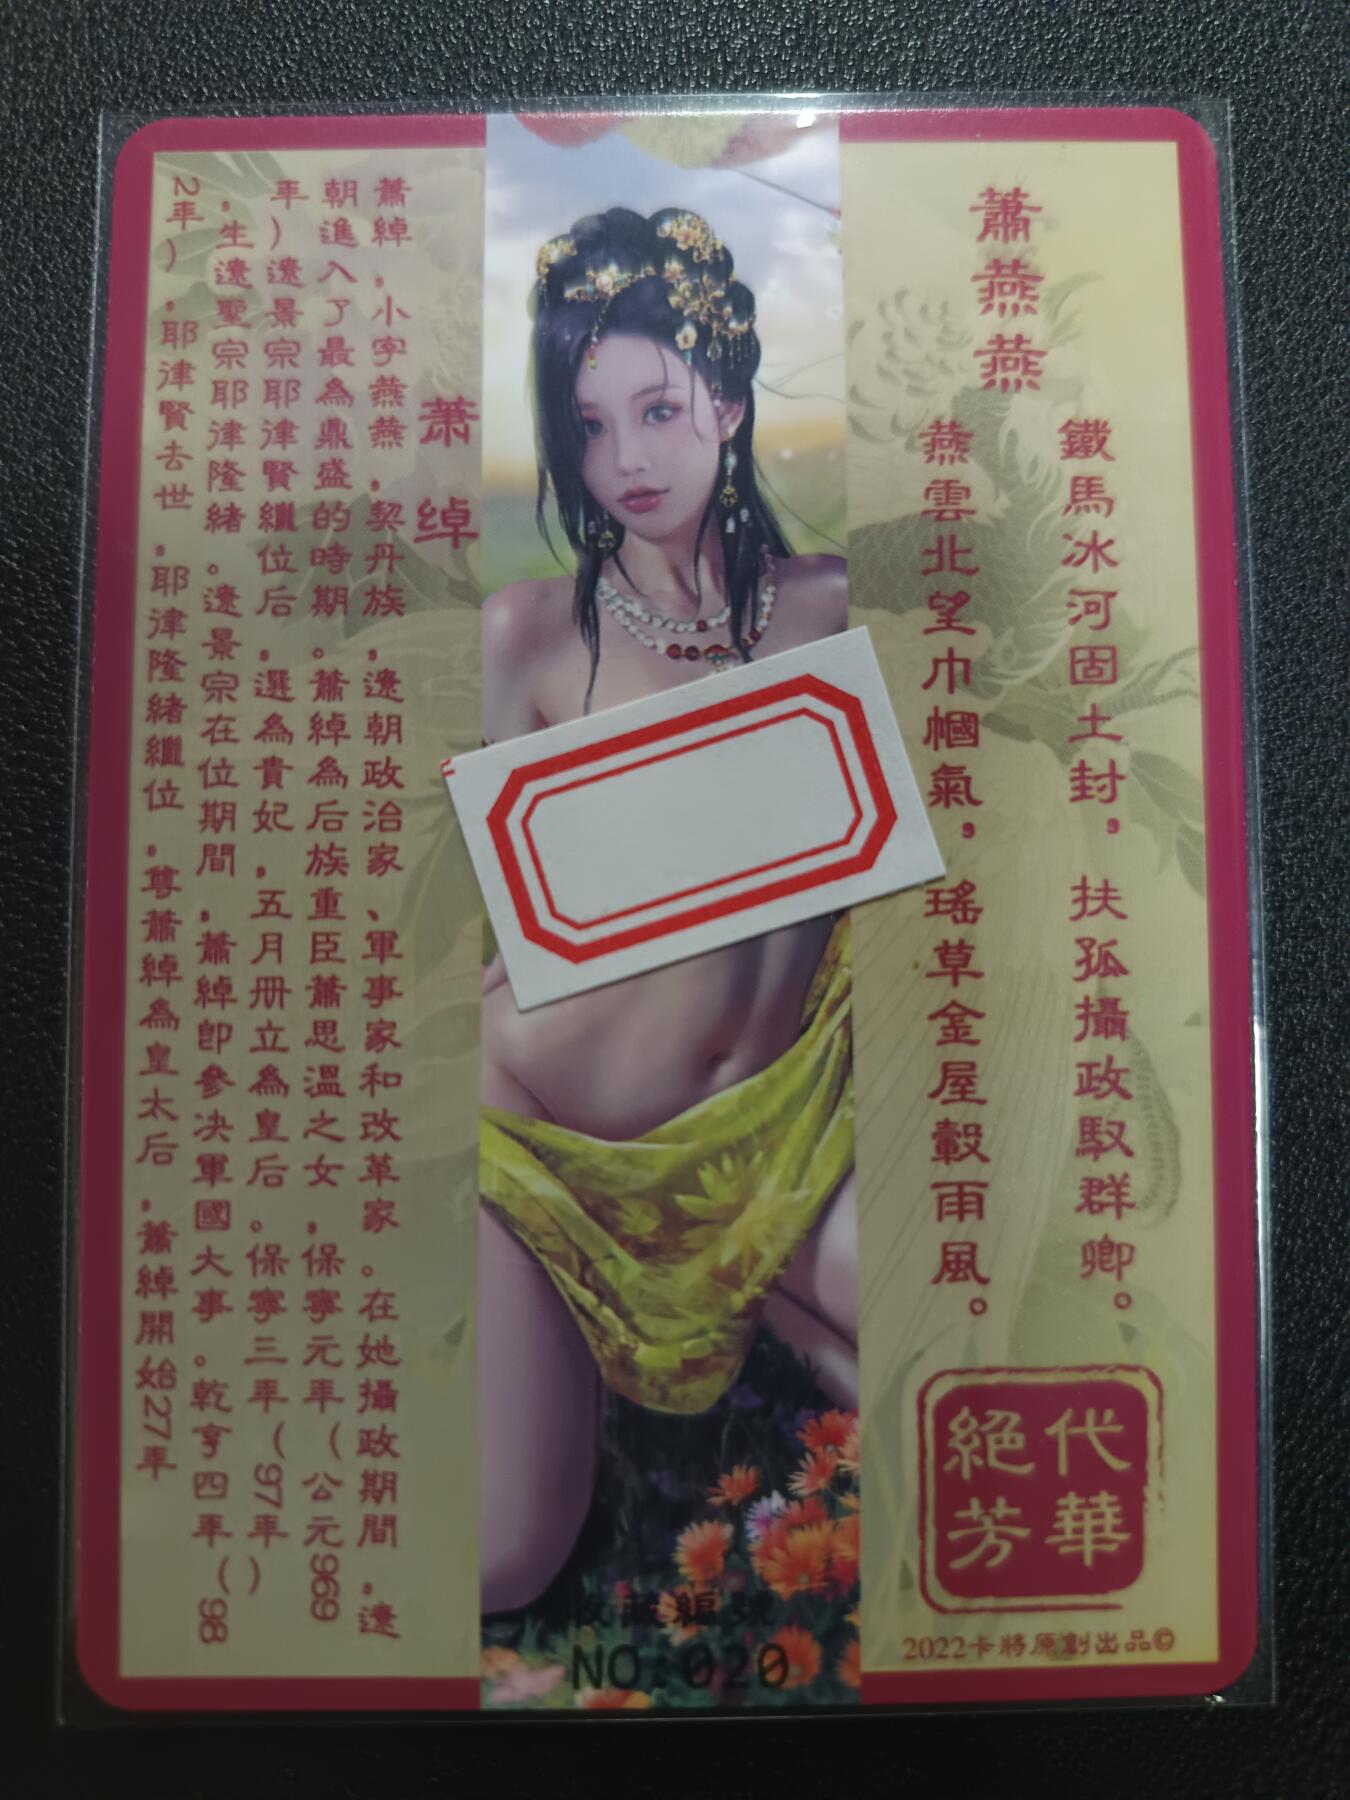 蕭燕燕
鐵馬冰河固土封，扶孤攝政馭群卿。
燕雲北望巾幗氣，瑤草金屋轂雨風。
絕代
芳華
2022卡將原創出品©
萧绰
蕭綽，小字燕燕，契丹族，遼朝政治家、軍事家和改革家。在她攝政期間，遼
朝進入了最為鼎盛的時期。蕭綽為后族重臣蕭思溫之女，保寧元年（公元969
年）遼景宗耶律賢繼位后，選為貴妃，五月册立為皇后。保寧三年（97年）
，生遼聖宗耶律隆緒。遼景宗在位期間，蕭綽即參决軍國大事。乾亨四年（98
2年），耶律賢去世，耶律隆緒繼位，尊蕭綽為皇太后，蕭綽開始27年
收藏編號
NO:020